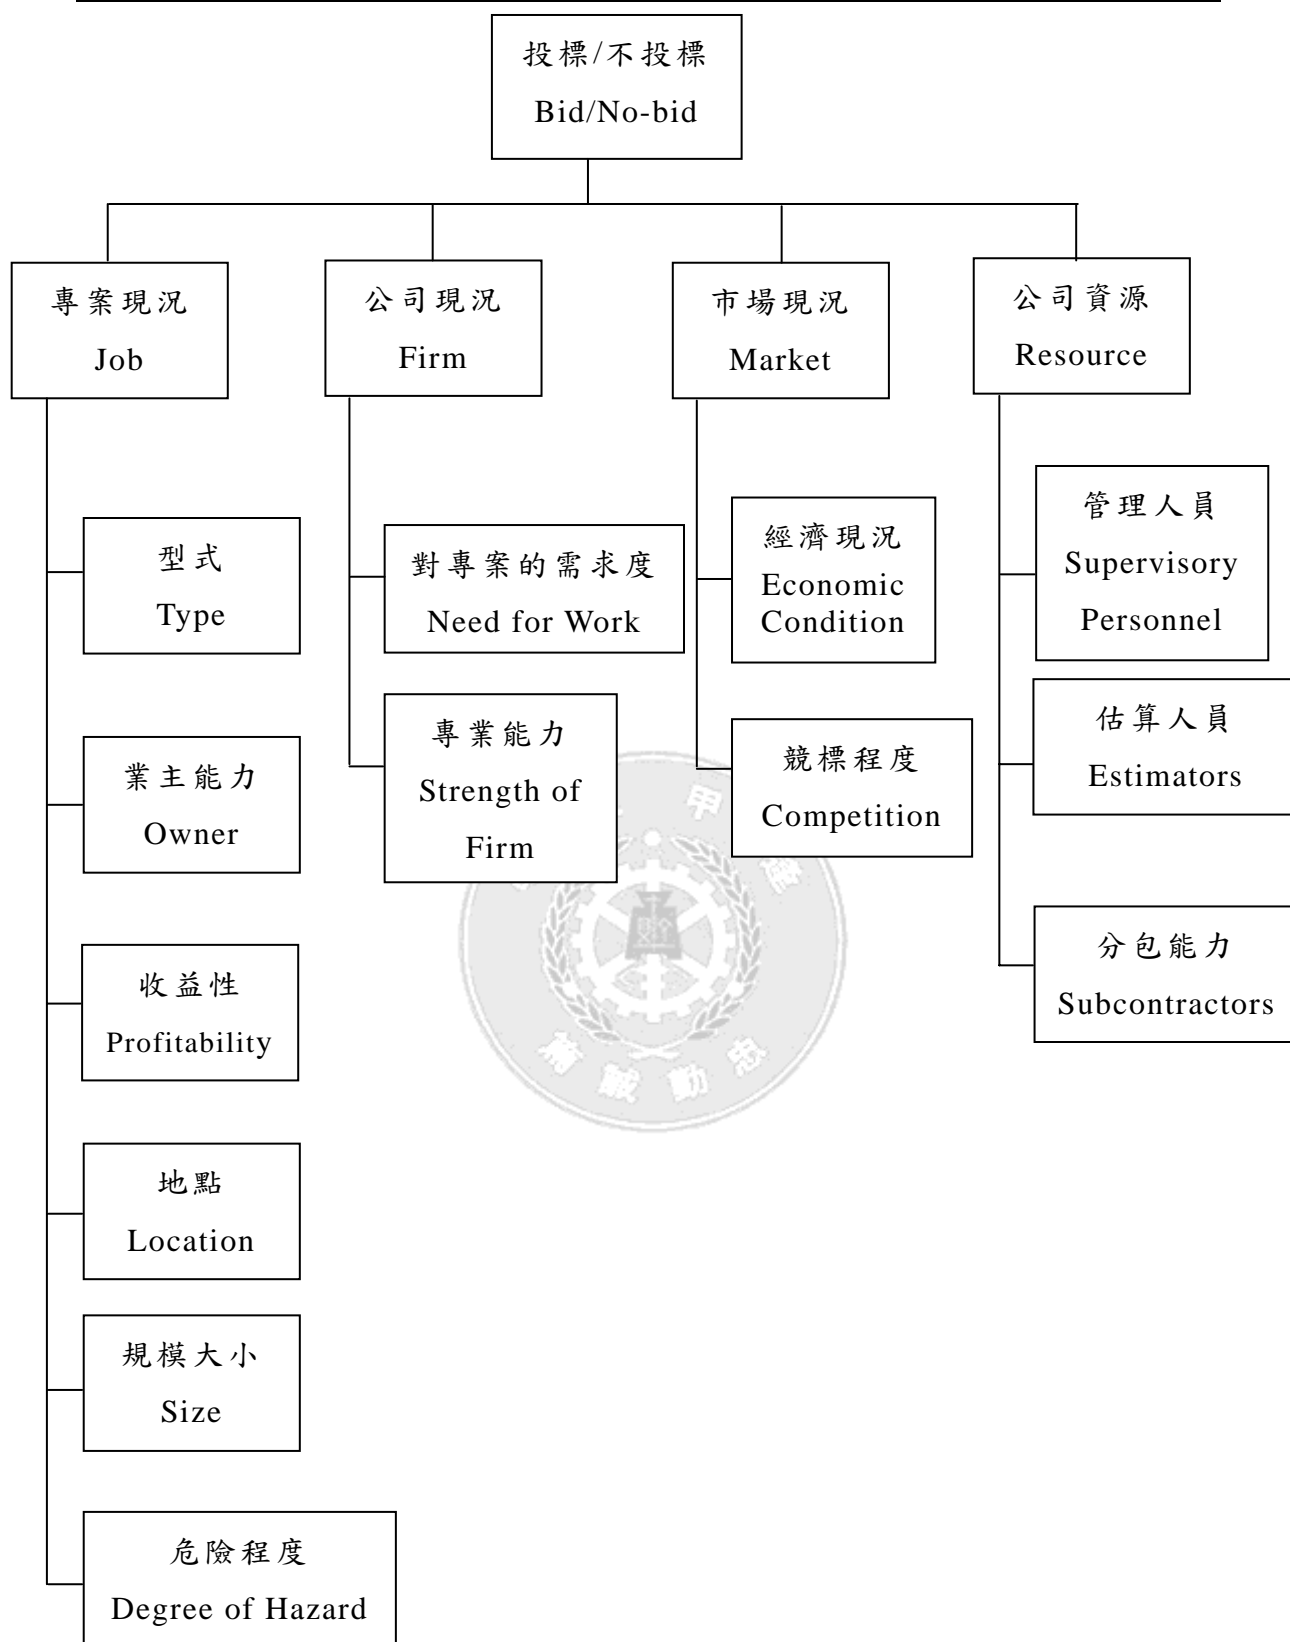 投標/不投標
Bid/No-bid
專案現況
Job
公司現況
Firm
市場現況
Market
公司資源
Resource
型式
Type
業主能力
Owner
收益性
Profitability
地點
Location
規模大小
Size
危險程度
Degree of Hazard
對專案的需求度
Need for Work
專業能力
Strength of
Firm
經濟現況
Economic
Condition
競標程度
Competition
管理人員
Supervisory
Personnel
估算人員
Estimators
分包能力
Subcontractors
甲
誠勤